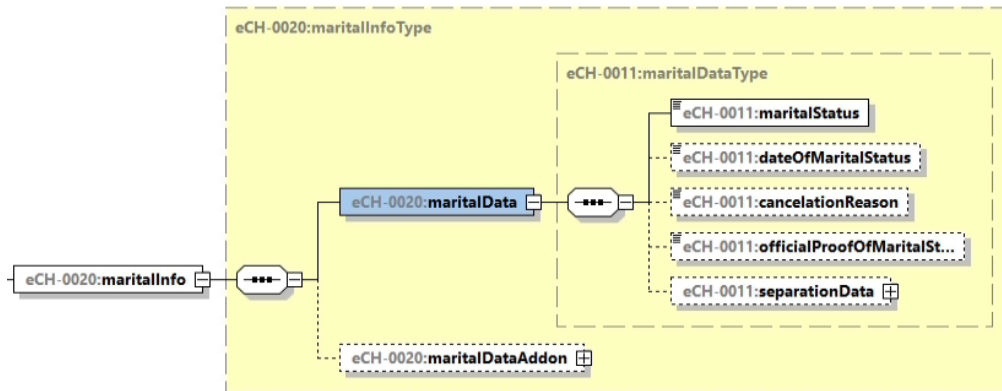 eCH-0020:maritalInfoType
eCH-0011:maritalDataType
eCH-0011:maritalStatus
eCH-0011:dateOfMaritalStatus
eCH-0020:maritalData
eCH-0011:cancelationReason
eCH-0011:officialProofOfMaritalSt...
eCH-0020:maritalInfo
eCH-0011:separationData
eCH-0020:maritalDataAddon